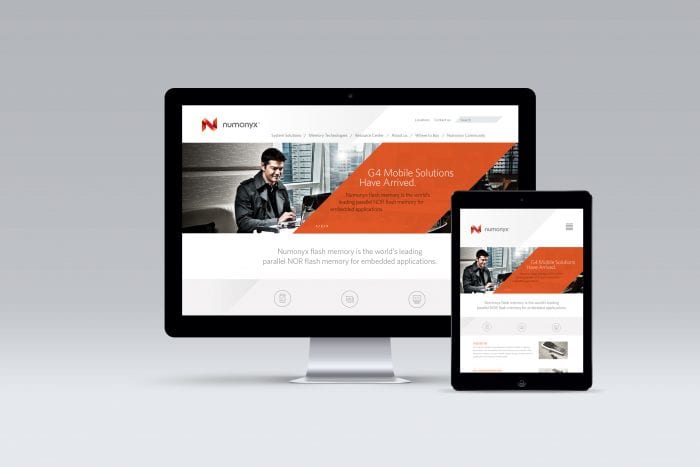 numonyx™
Locations Contact us Search
System Solutions / Memory Technologies / Resource Center / About us / Where to Buy / Numonyx Community
G4 Mobile Solutions
Have Arrived.
Numonyx flash memory is the world's
leading parallel NOR flash memory for
embedded applications.
Numonyx flash memory is the world's leading
parallel NOR flash memory for embedded applications.
numonyx
G4 Mobile Solutions
Have Arrived.
Numonyx flash memory is the world's leading
parallel NOR flash memory for embedded applications.